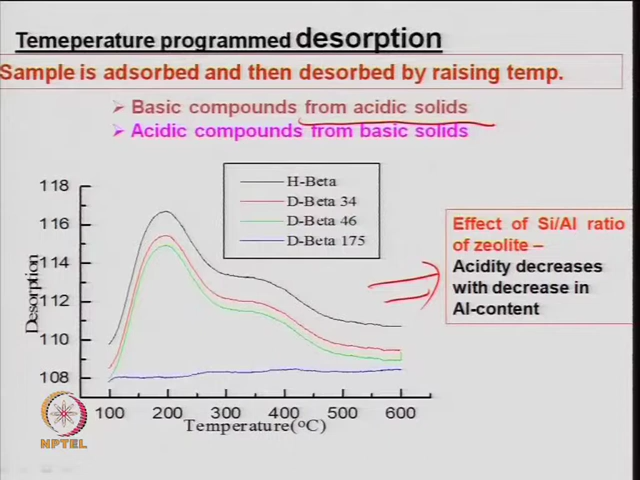 Temeperature programmed desorption
Sample is adsorbed and then desorbed by raising temp.
Basic compounds from acidic solids
Acidic compounds from basic solids
118
116
114
112
110
108
Desorption
H-Beta
D-Beta 34
D-Beta 46
D-Beta 175
Effect of Si/Al ratio
of zeolite –
Acidity decreases
with decrease in
Al-content
100 200 300 400 500 600
Temperature(°C)
NPTEL